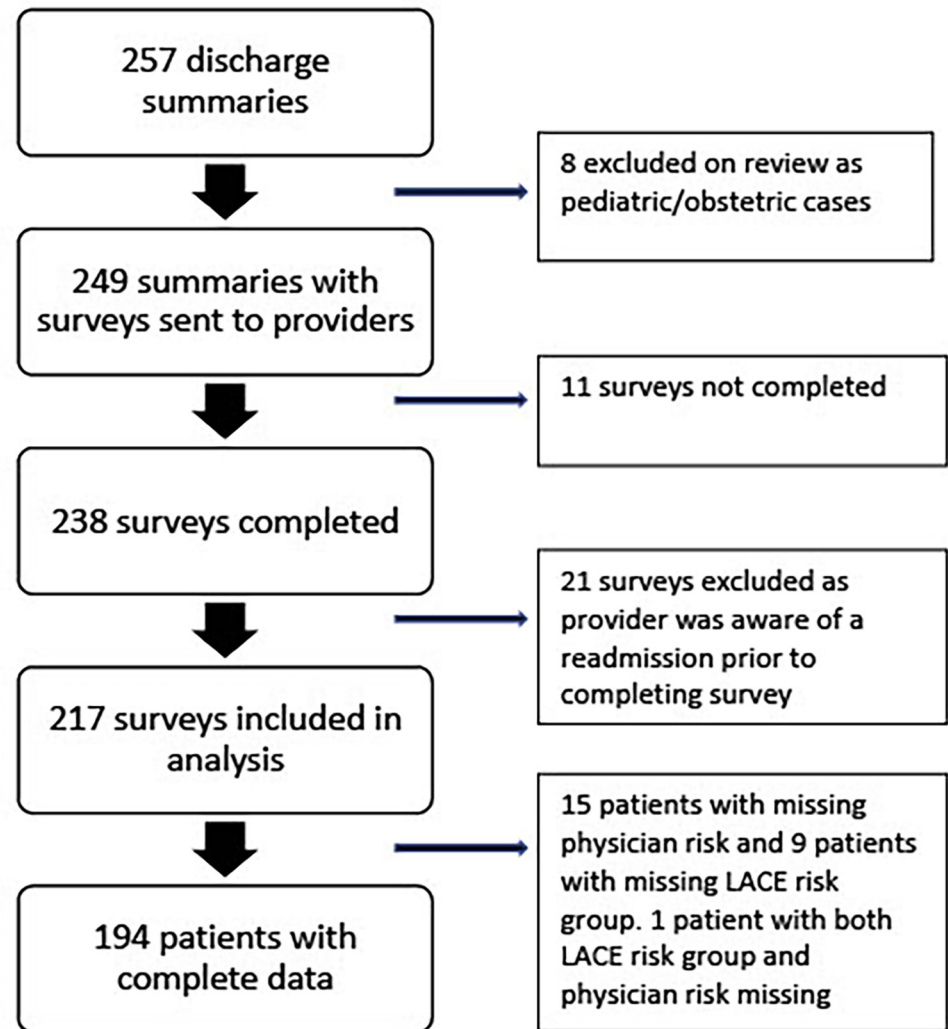 257 discharge
summaries
8 excluded on review as
pediatric/obstetric cases
249 summaries with
surveys sent to providers
11 surveys not completed
238 surveys completed
21 surveys excluded as
provider was aware of a
readmission prior to
completing survey
217 surveys included in
analysis
15 patients with missing
physician risk and 9 patients
with missing LACE risk
group. 1 patient with both
LACE risk group and
physician risk missing
194 patients with
complete data